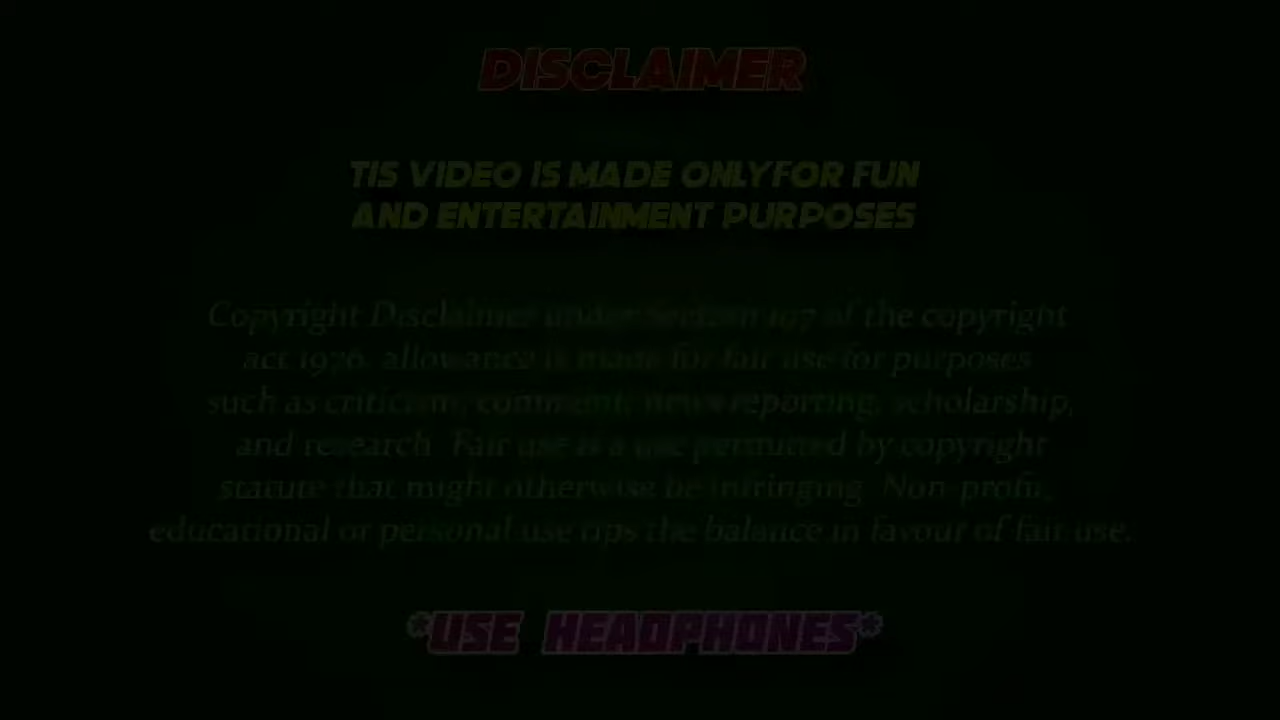 DISCLAIMER
TIS VIDEO IS MADE ONLYFOR FUN
AND ENTERTAINMENT PURPOSES
Copyright Disclaimer under Section 107 of the copyright
act 1976, allowance is made for fair use for purposes
such as criticism, comment, news reporting, scholarship,
and research. Fair use is a use permitted by copyright
statute that might otherwise be infringing. Non-profit,
educational or personal use tips the balance in favour of fair use.
*USE HEADPHONES*